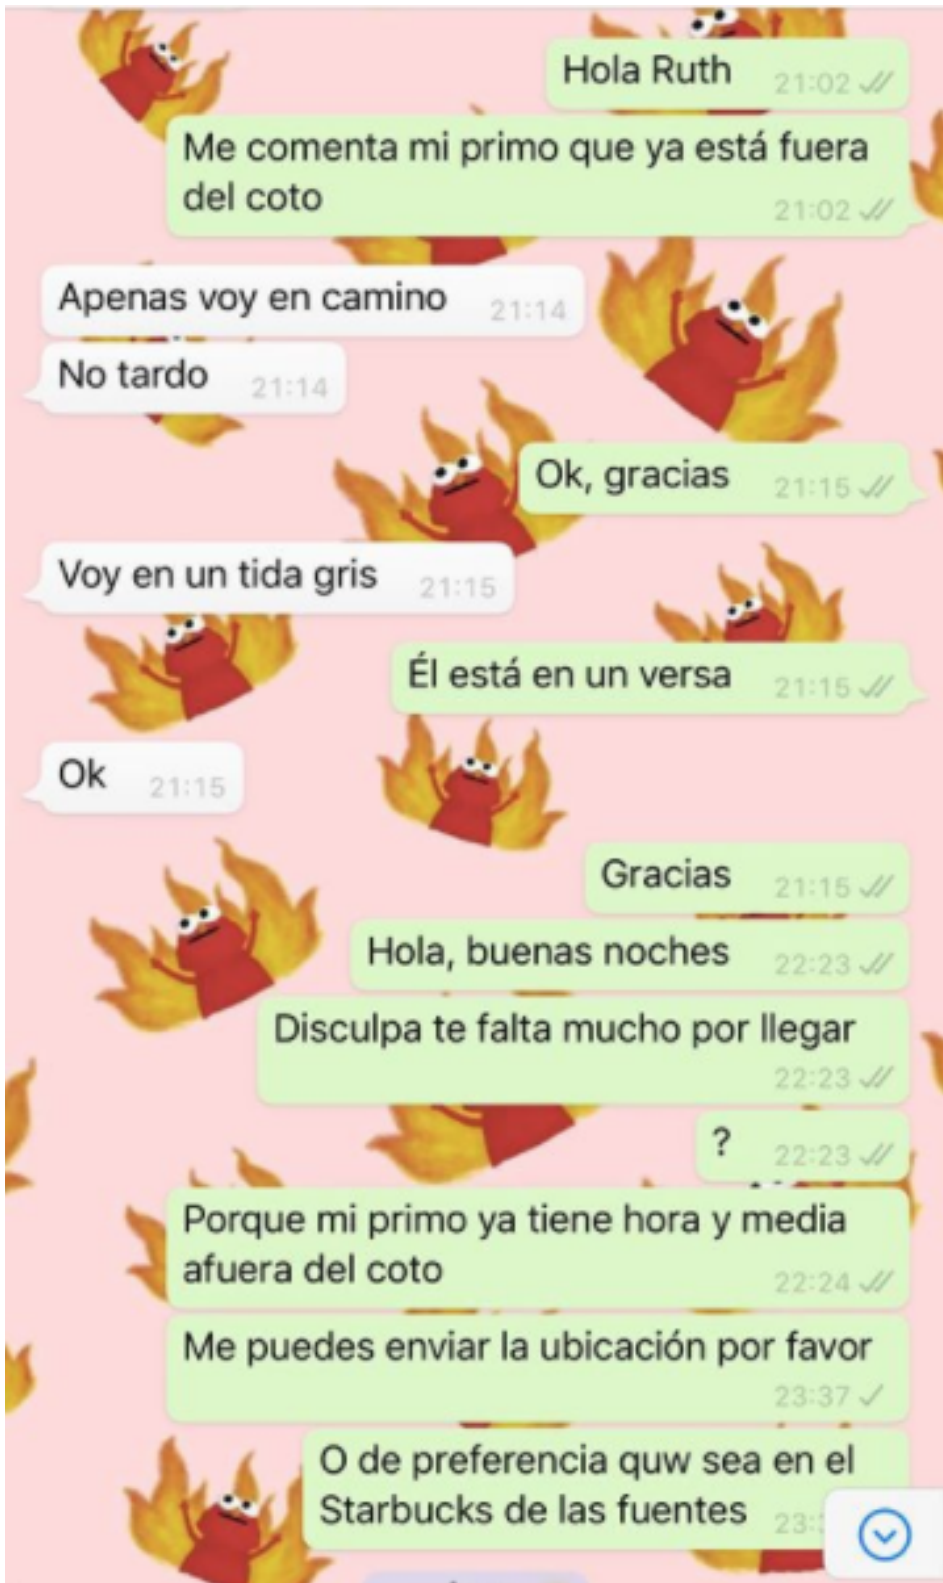 Hola Ruth 21:02
Me comenta mi primo que ya está fuera
del coto 21:02
Apenas voy en camino 21:14
No tardo 21:14
Ok, gracias 21:15
Voy en un tida gris 21:15
Él está en un versa 21:15
Ok 21:15
Gracias 21:15
Hola, buenas noches 22:23
Disculpa te falta mucho por llegar
22:23
? 22:23
Porque mi primo ya tiene hora y media
afuera del coto 22:24
Me puedes enviar la ubicación por favor
23:37
O de preferencia quw sea en el
Starbucks de las fuentes